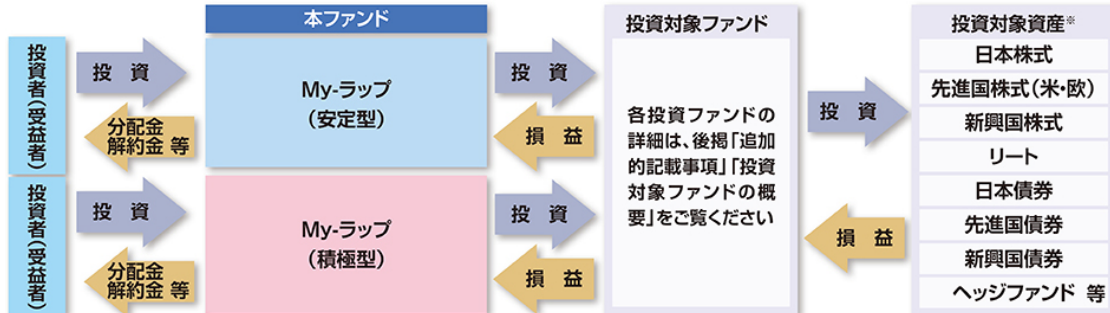 本ファンド
投資対象ファンド
投資対象資産※
投資者(受益者)
投 資
分配金
解約金 等
My-ラップ
(安定型)
投 資
損 益
投資者(受益者)
投 資
分配金
解約金 等
My-ラップ
(積極型)
投 資
損 益
各投資ファンドの
詳細は、後掲「追加
的記載事項」「投資
対象ファンドの概
要」をご覧ください
投 資
損 益
日本株式
先進国株式(米・欧)
新興国株式
リート
日本債券
先進国債券
新興国債券
ヘッジファンド 等